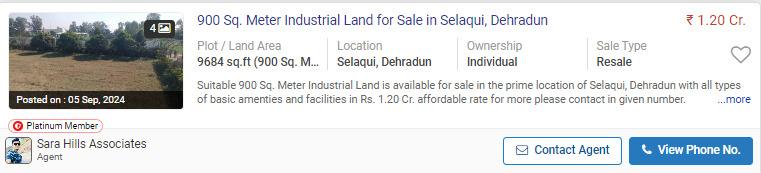 900 Sq. Meter Industrial Land for Sale in Selaqui, Dehradun
₹ 1.20 Cr.
4
Plot / Land Area
9684 sq.ft (900 Sq. M...
Location
Selaqui, Dehradun
Ownership
Individual
Sale Type
Resale
Suitable 900 Sq. Meter Industrial Land is available for sale in the prime location of Selaqui, Dehradun with all types
of basic amenties and facilities in Rs. 1.20 Cr. affordable rate for more please contact in given number. ...more
Posted on : 05 Sep, 2024
Platinum Member
Sara Hills Associates
Agent
Contact Agent
View Phone No.